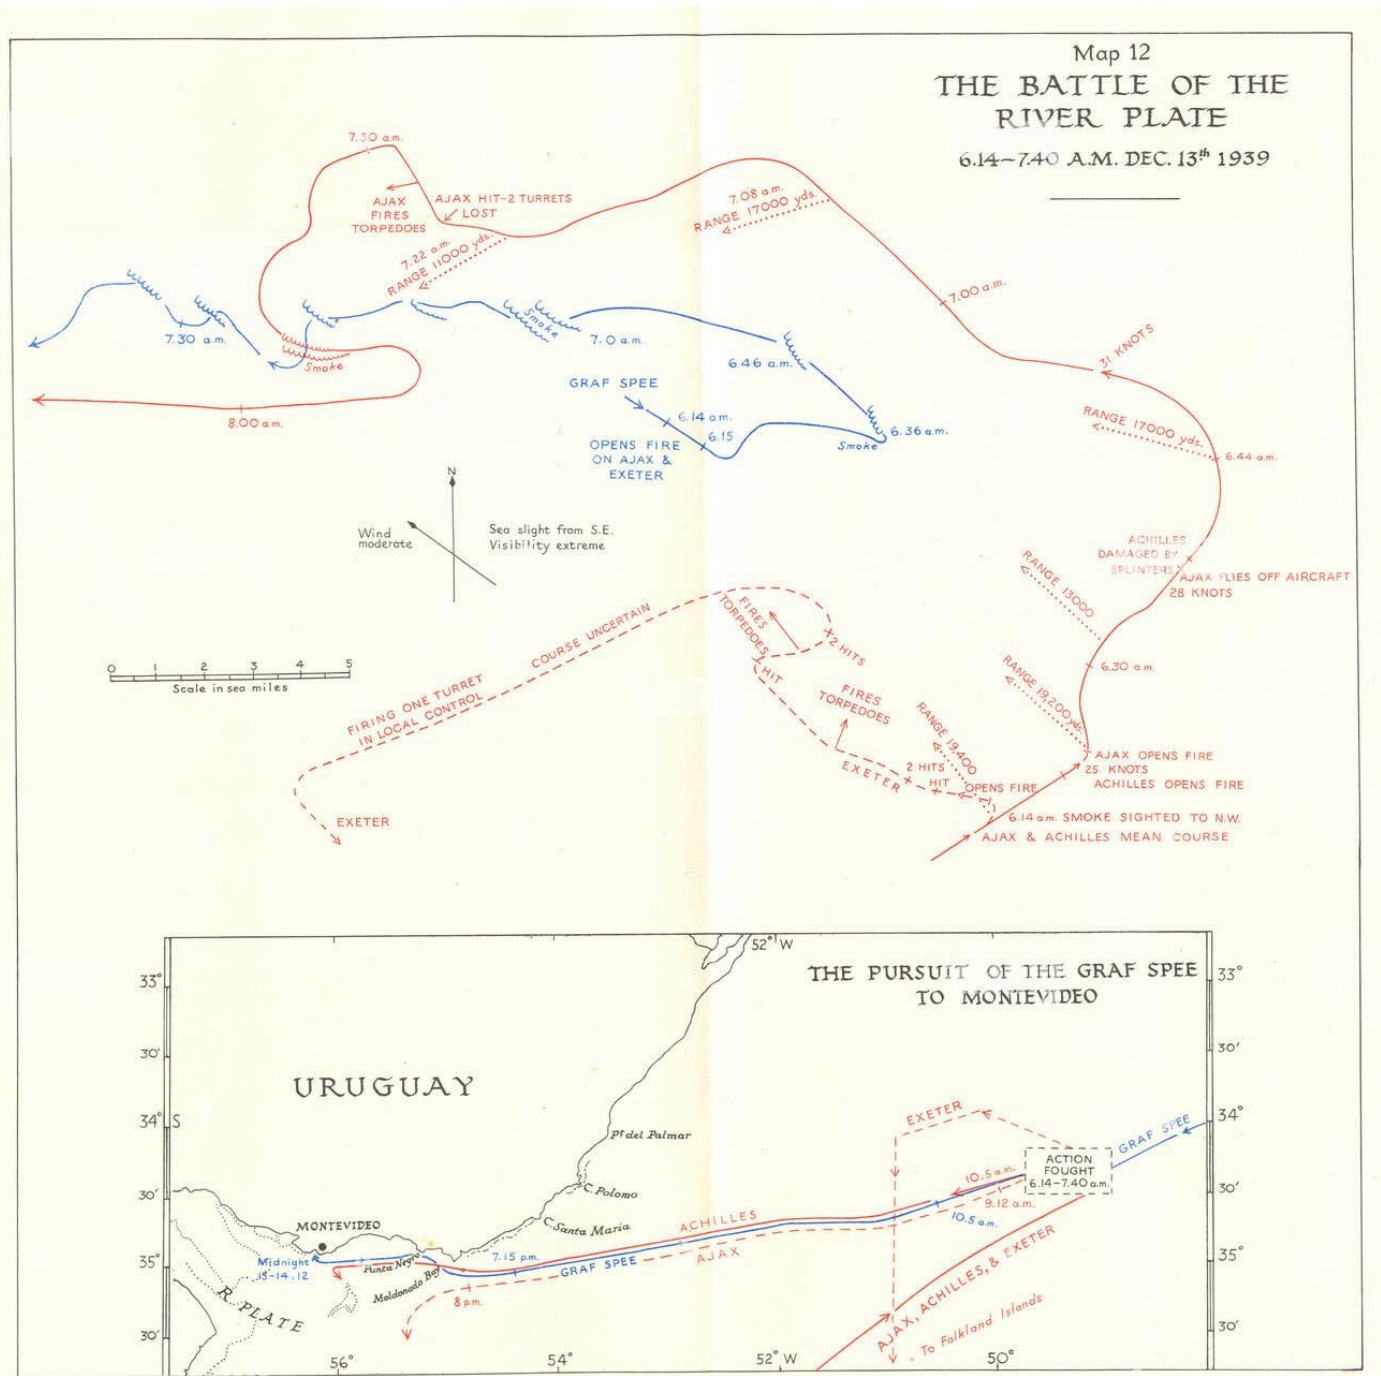 Map 12
THE BATTLE OF THE
RIVER PLATE
6.14–7.40 A.M. DEC. 13th 1939
7.30 a.m.
AJAX
FIRES
TORPEDOES
AJAX HIT–2 TURRETS
LOST
7.22 a.m.
RANGE 11000 yds.
7.08 a.m.
RANGE 17000 yds.
7.00 a.m.
31 KNOTS
RANGE 17000 yds.
6.44 a.m.
7.30 a.m.
Smoke
8.00 a.m.
Smoke
7.0 a.m.
6.46 a.m.
GRAF SPEE
6.14 a.m.
6.15
OPENS FIRE
ON AJAX &
EXETER
6.36 a.m.
Smoke
N
Wind
moderate
Sea slight from S.E.
Visibility extreme
ACHILLES
DAMAGED BY
SPLINTERS
AJAX FLIES OFF AIRCRAFT
28 KNOTS
RANGE 13000
6.30 a.m.
RANGE 19,200 yds.
COURSE UNCERTAIN
FIRES
TORPEDOES
2 HITS
HIT
FIRES
TORPEDOES
RANGE 19,400
0 1 2 3 4 5
Scale in sea miles
FIRING ONE TURRET
IN LOCAL CONTROL
EXETER
EXETER
2 HITS
HIT
OPENS FIRE
AJAX OPENS FIRE
25 KNOTS
ACHILLES OPENS FIRE
6.14 am. SMOKE SIGHTED TO N.W.
AJAX & ACHILLES MEAN COURSE
52° W
THE PURSUIT OF THE GRAF SPEE
TO MONTEVIDEO
33°
33°
30′
30′
URUGUAY
34° S
34°
Pt del Palmar
EXETER
GRAF SPEE
ACTION
FOUGHT
6.14–7.40 a.m.
30′
30′
C. Polomo
10.5 a.m.
9.12 a.m.
10.5 a.m.
MONTEVIDEO
C. Santa Maria
ACHILLES
AJAX
35°
35°
Midnight
13-14.12
Punta Negro
7.15 p.m.
GRAF SPEE
Maldonado Bay
8 p.m.
R. PLATE
AJAX, ACHILLES, & EXETER
To Falkland Islands
30′
30′
56°
54°
52° W
50°